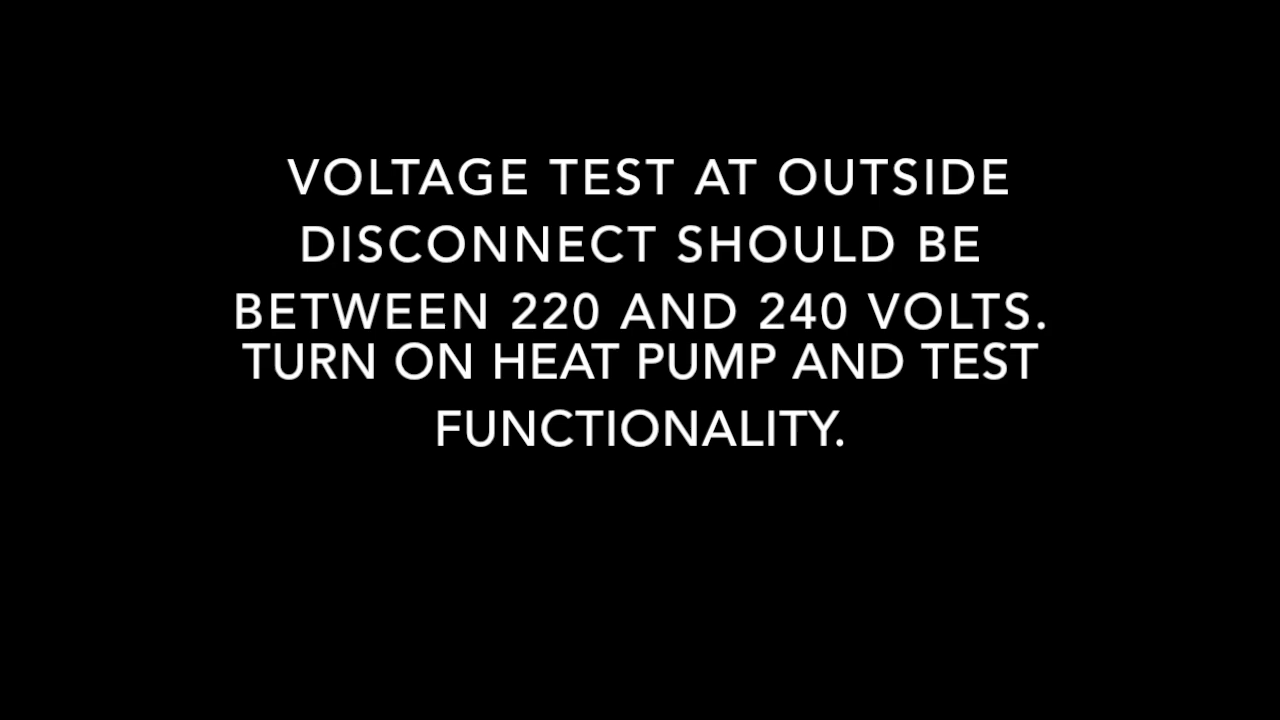 VOLTAGE TEST AT OUTSIDE
DISCONNECT SHOULD BE
BETWEEN 220 AND 240 VOLTS.
TURN ON HEAT PUMP AND TEST
FUNCTIONALITY.